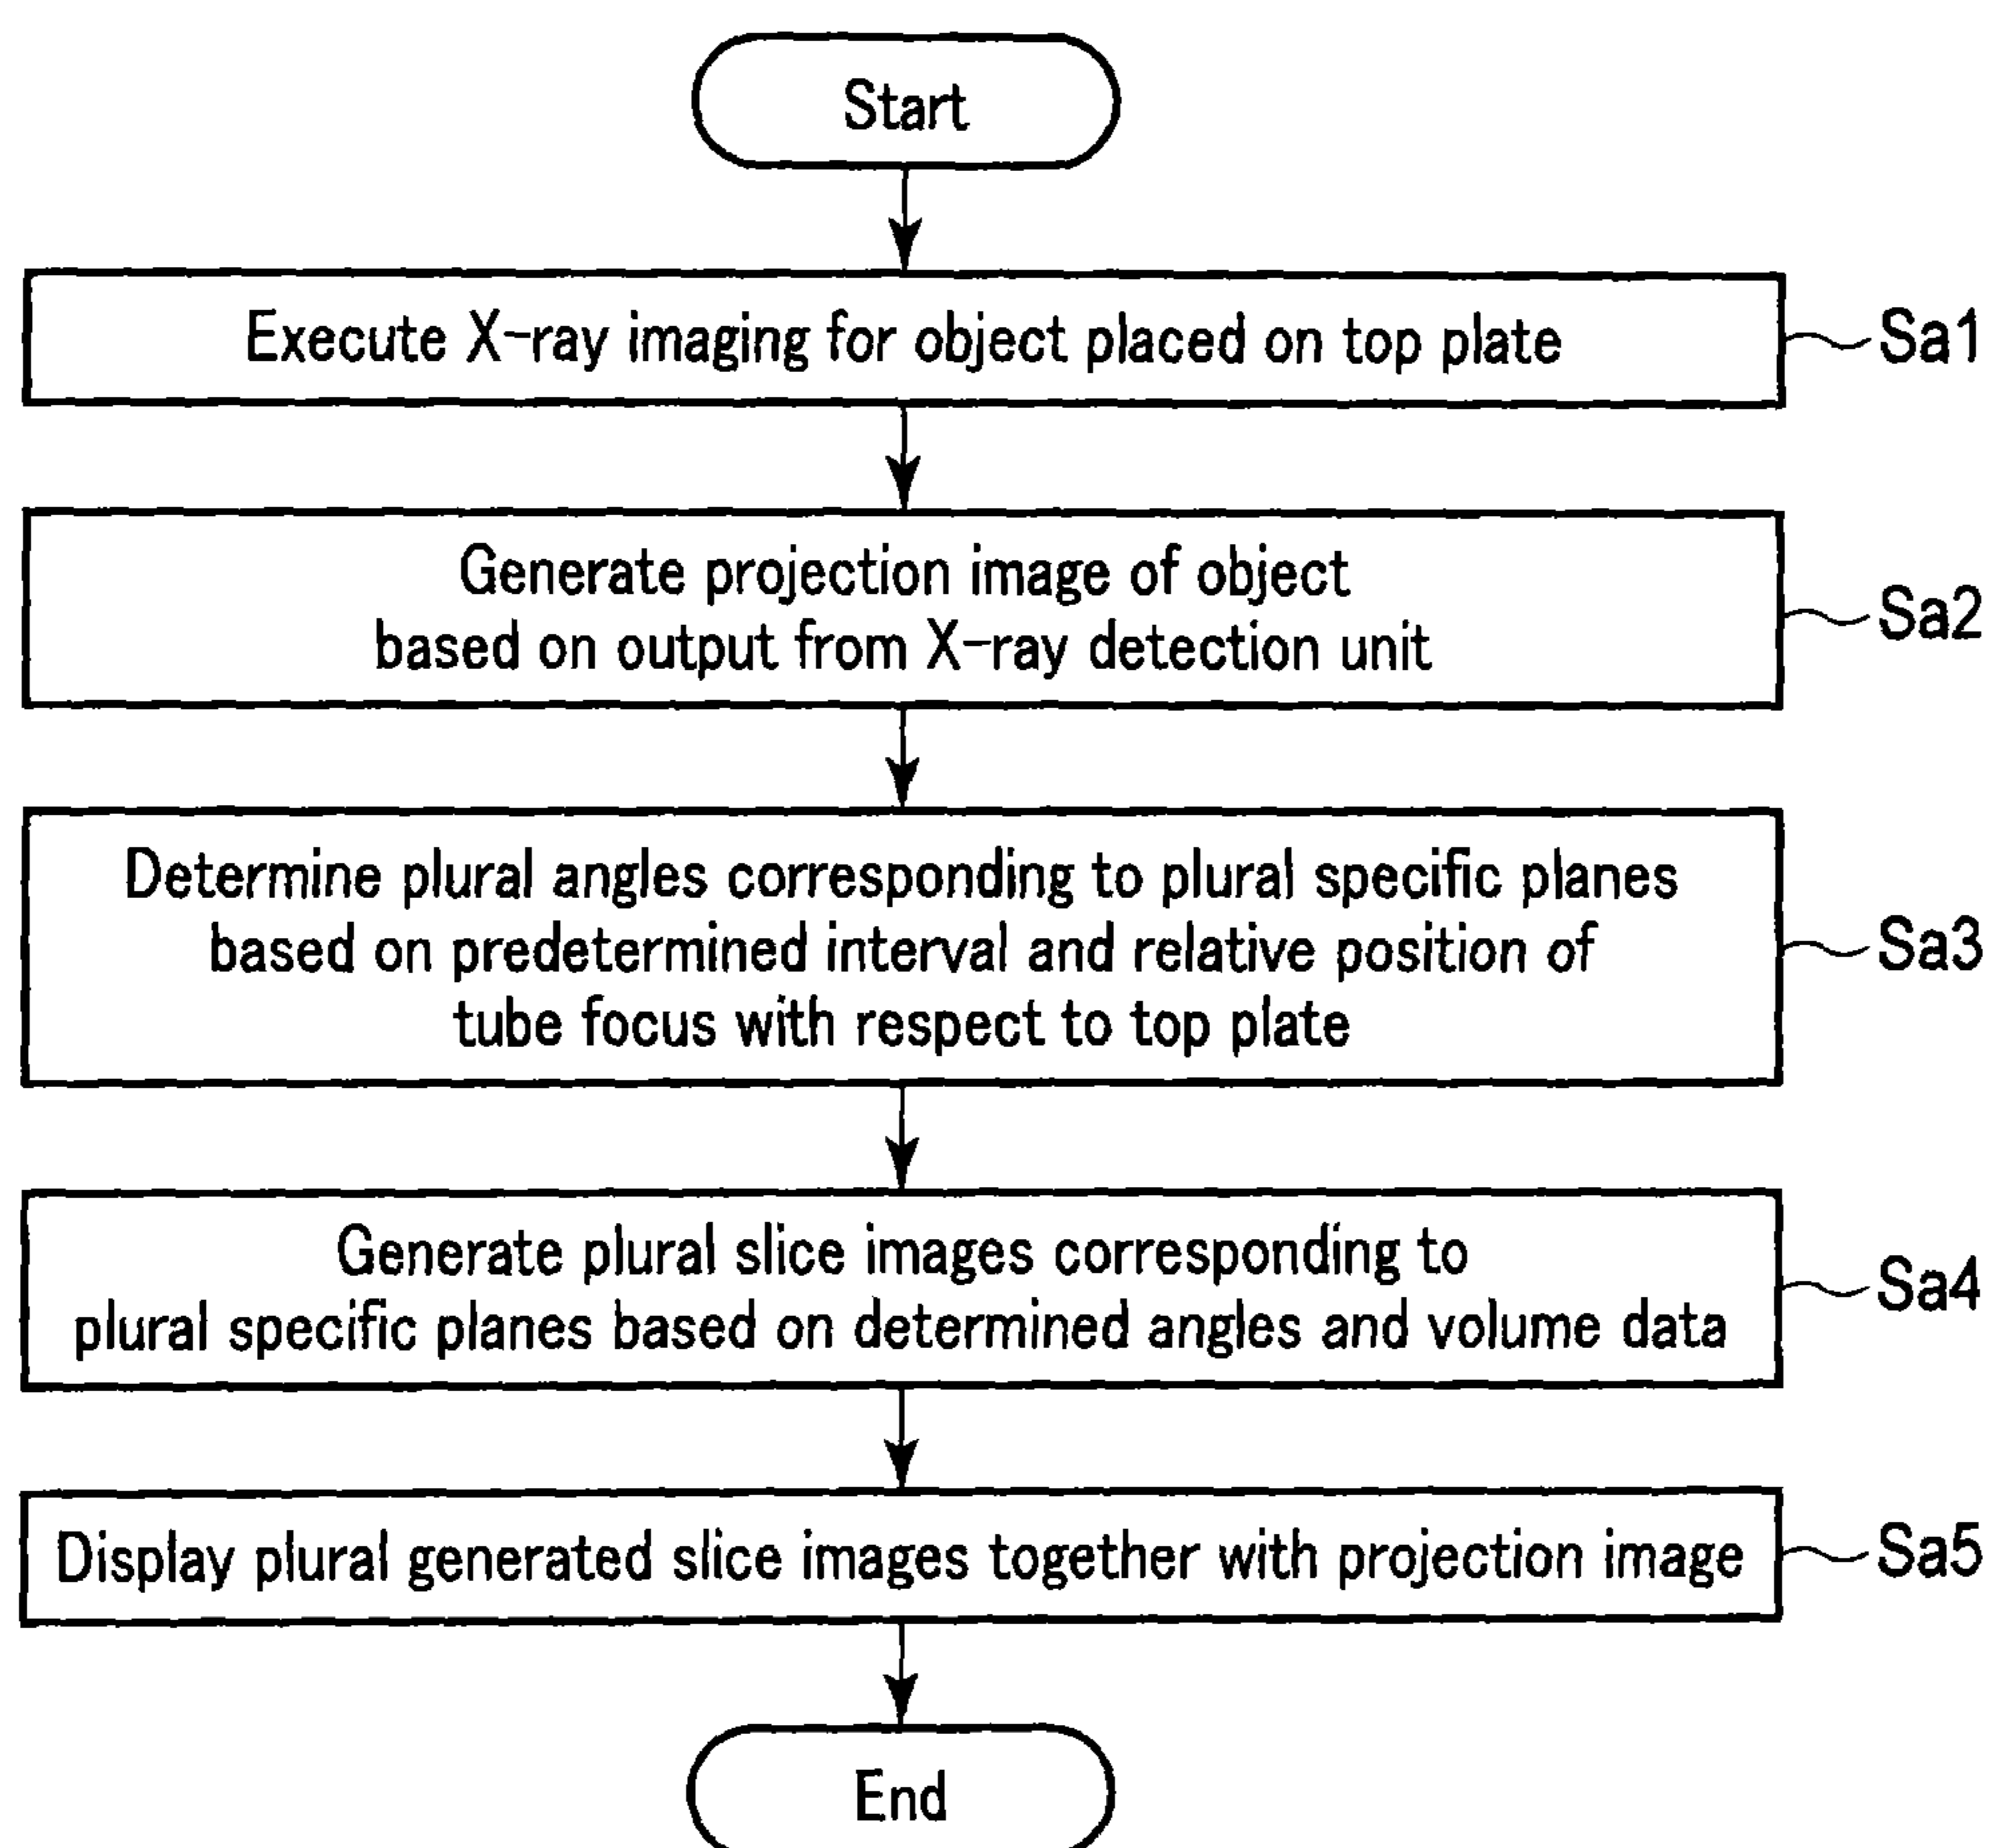 Start
Execute X-ray imaging for object placed on top plate
Sa1
Generate projection image of object
based on output from X-ray detection unit
Sa2
Determine plural angles corresponding to plural specific planes
based on predetermined interval and relative position of
tube focus with respect to top plate
Sa3
Generate plural slice images corresponding to
plural specific planes based on determined angles and volume data
Sa4
Display plural generated slice images together with projection image
Sa5
End